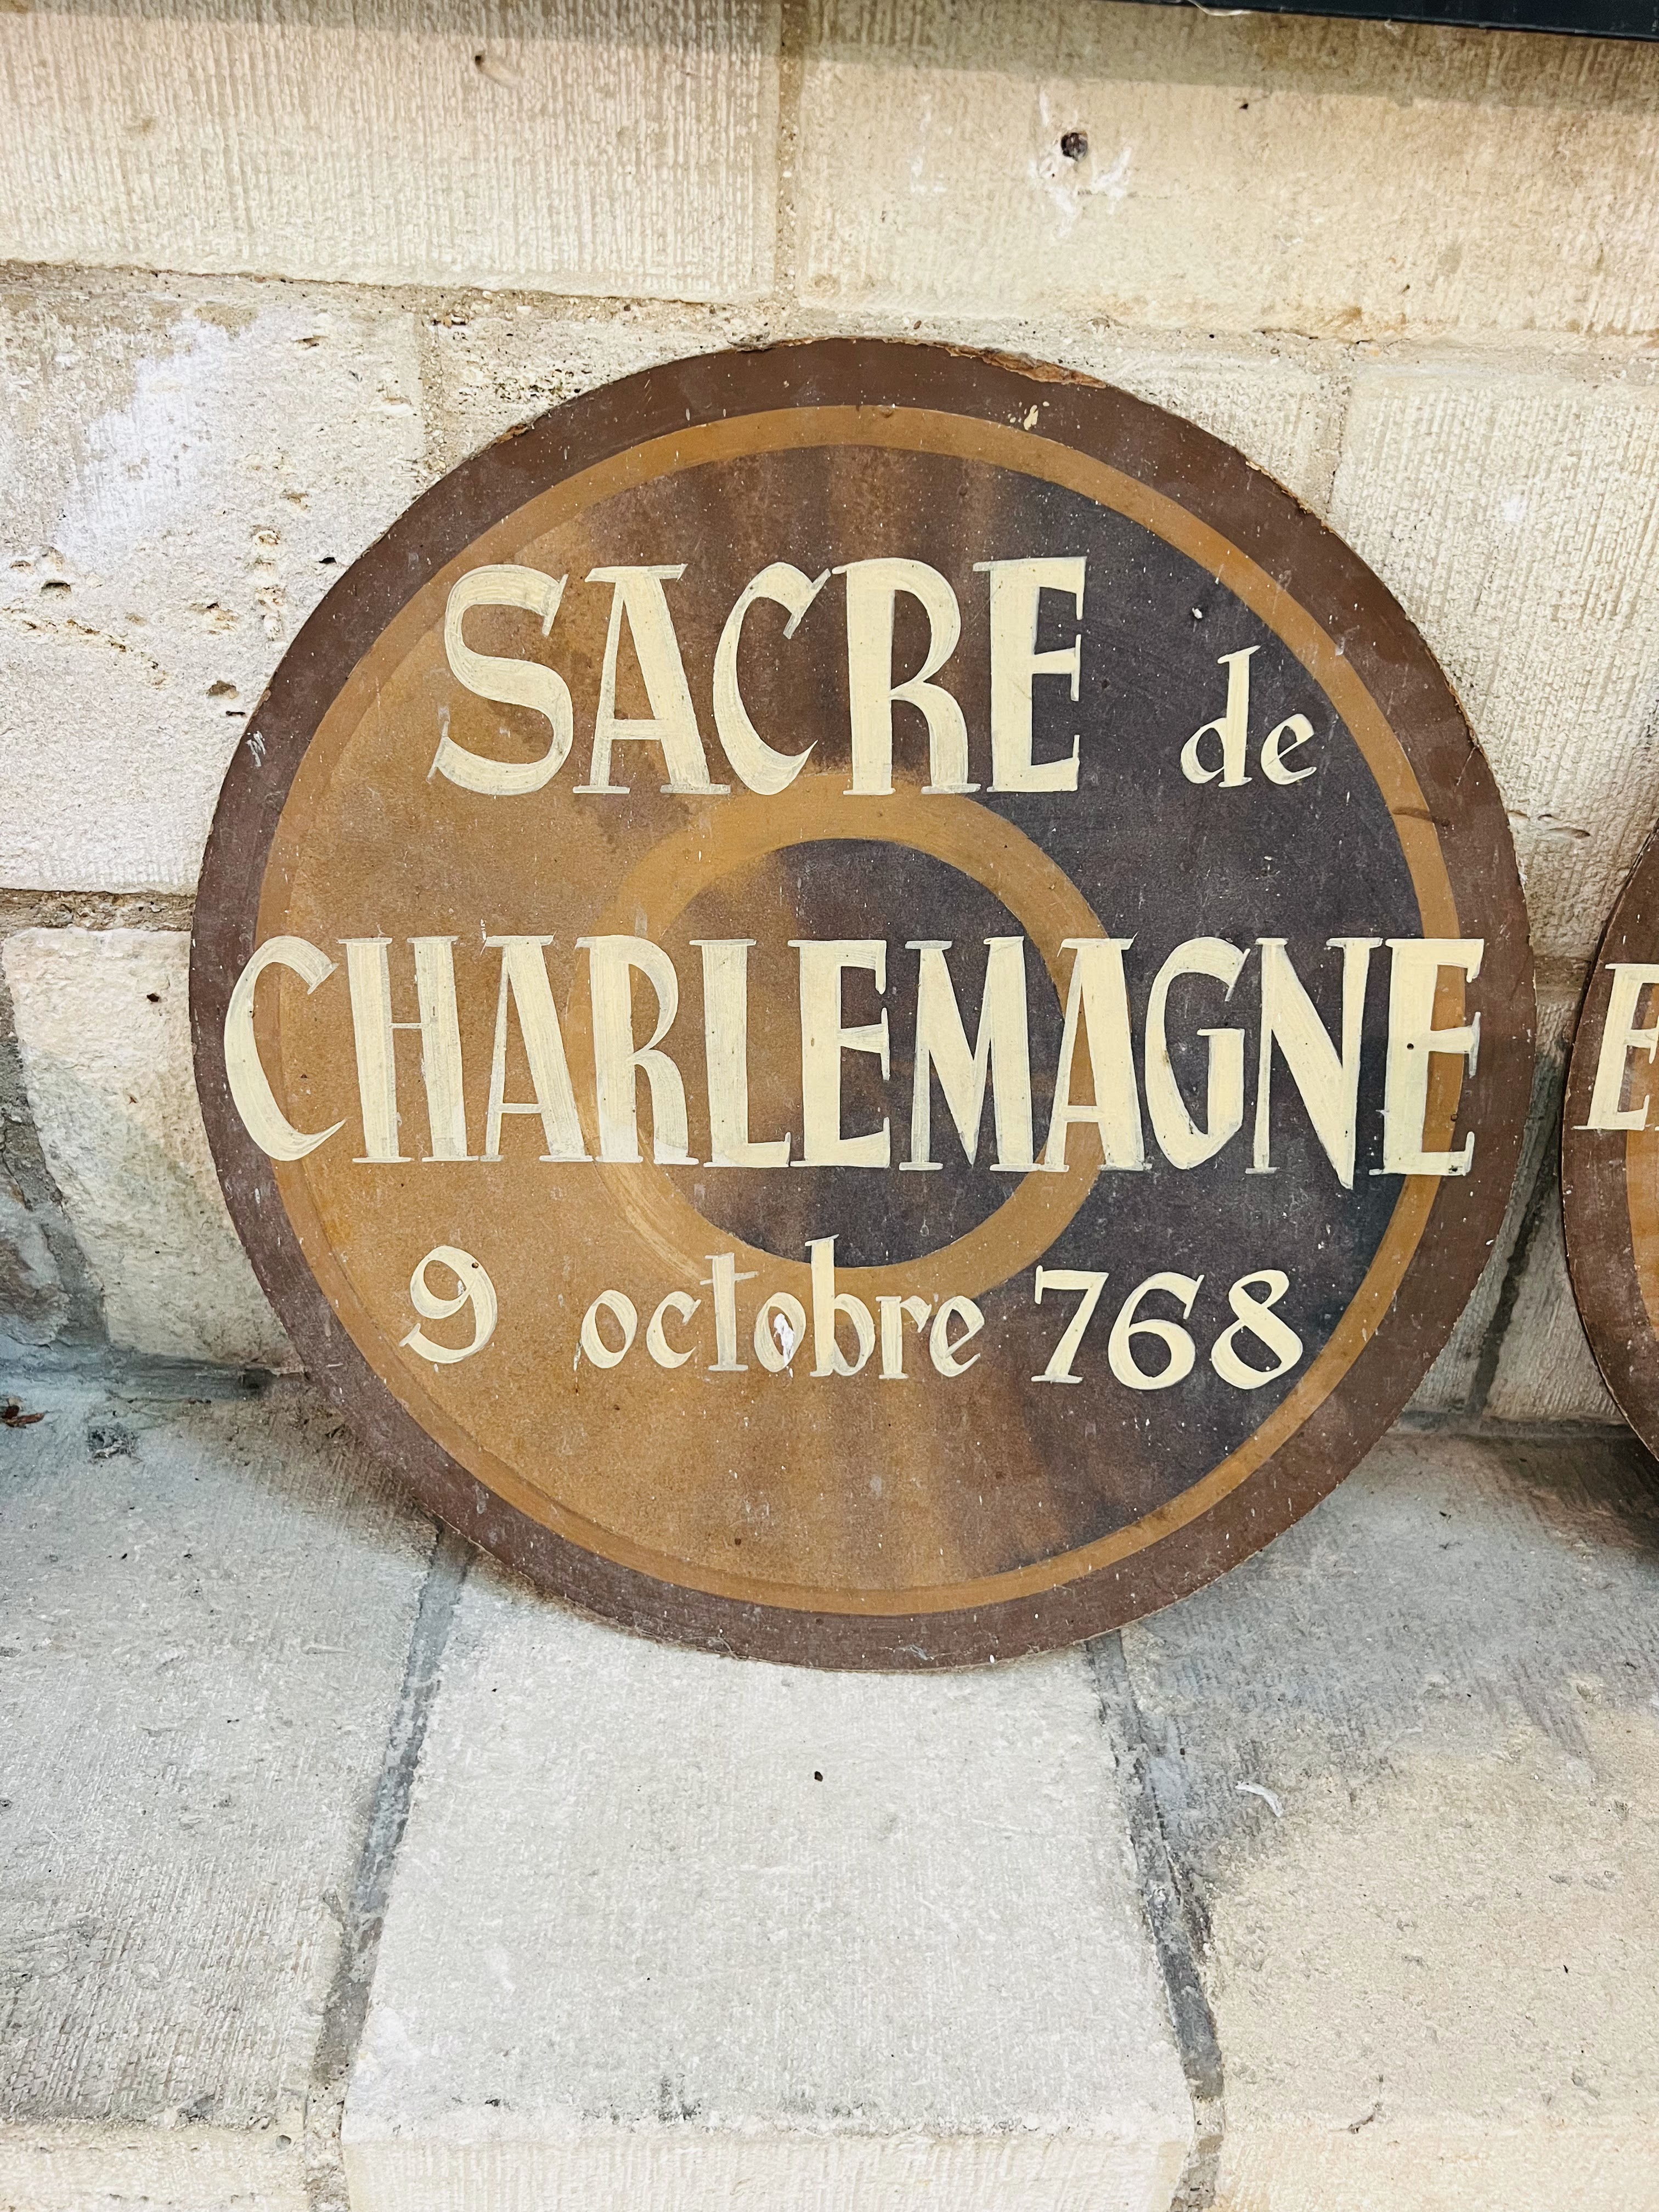 SACRE de
CHARLEMAGNE
9 octobre 768